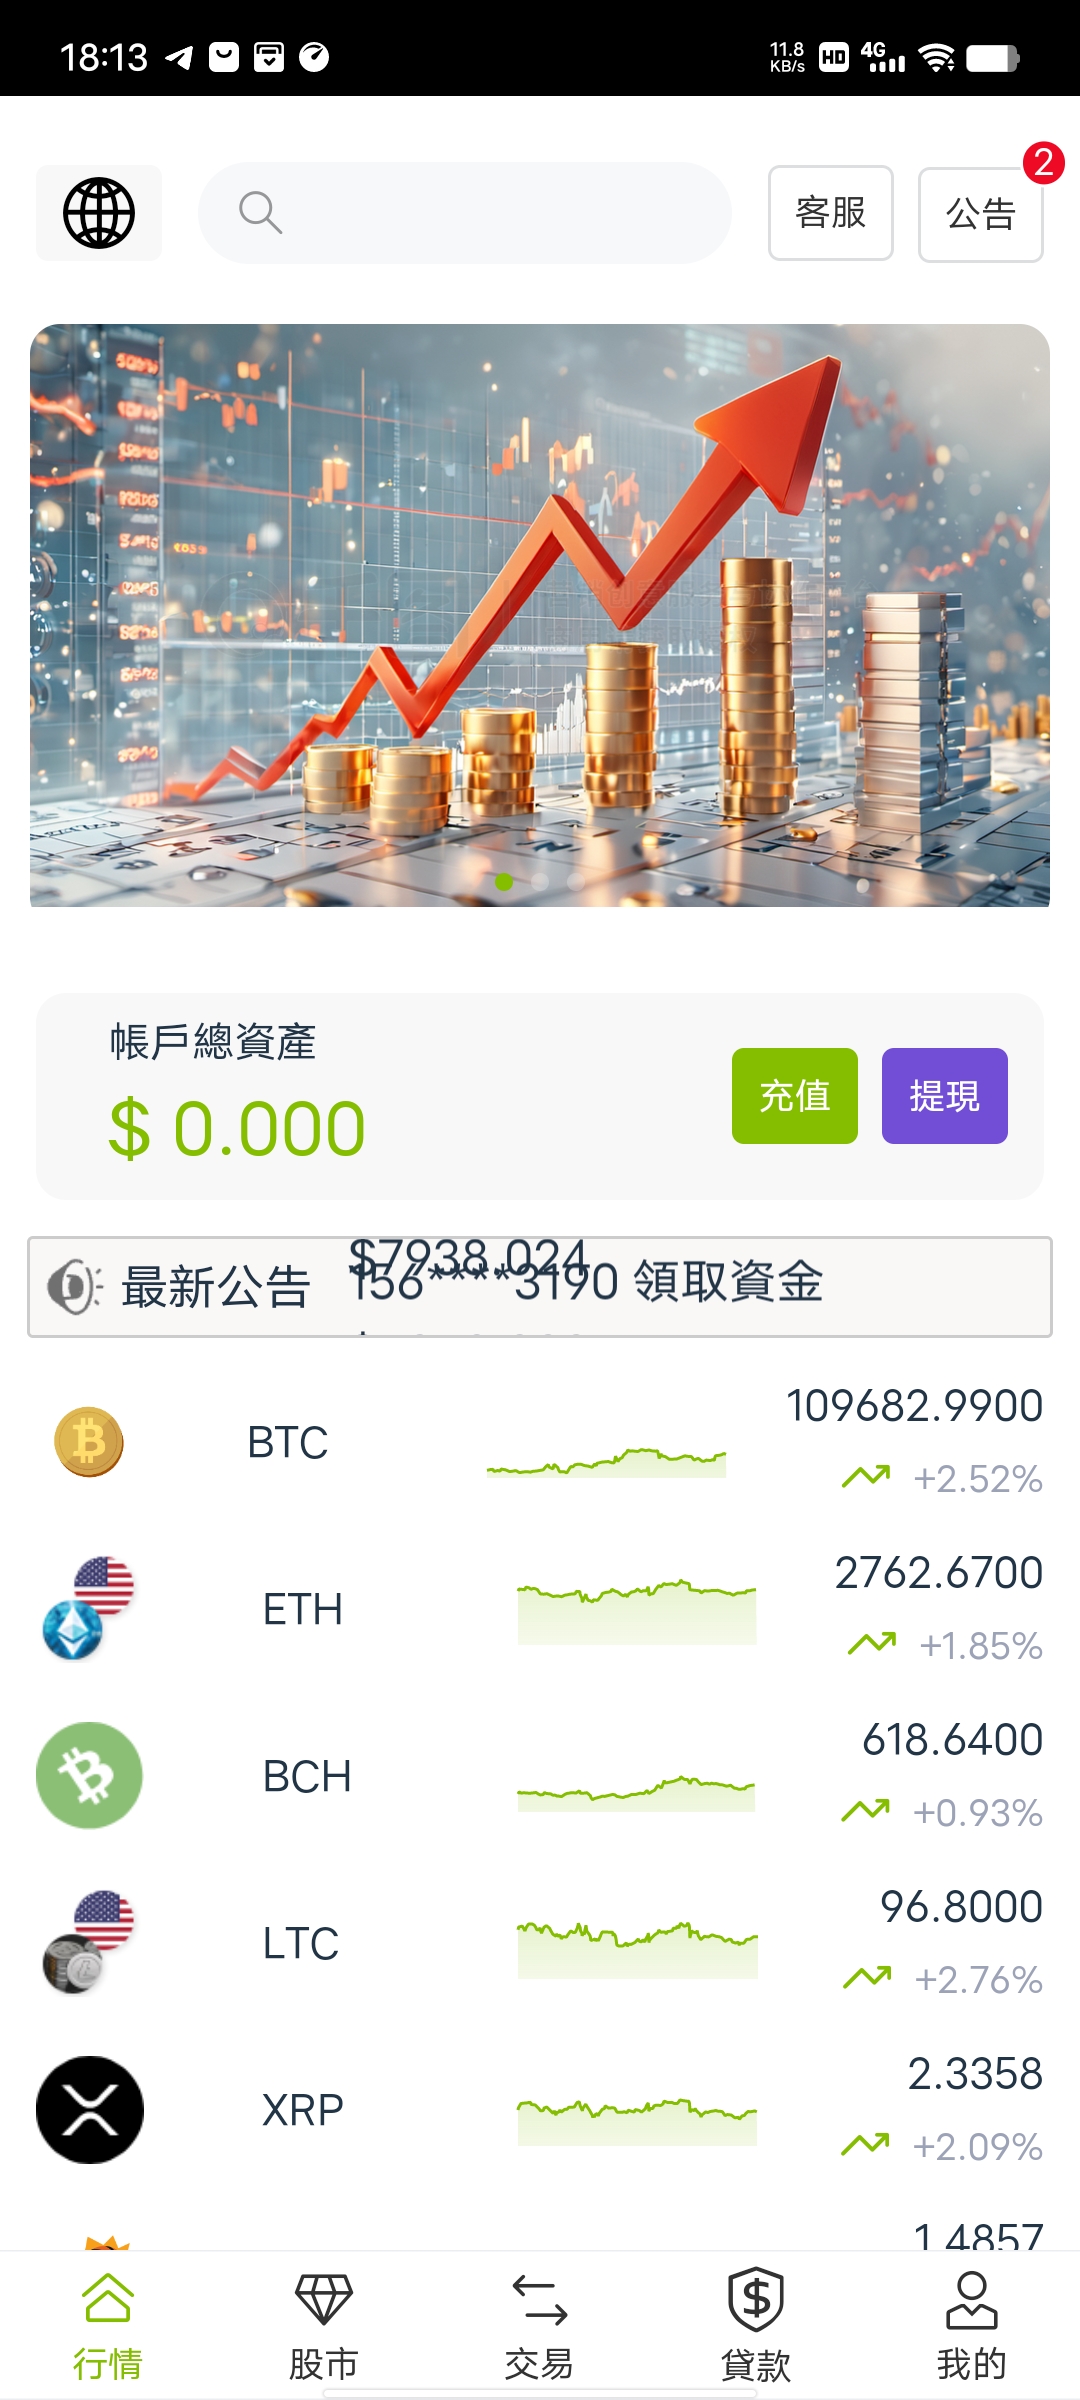 18:13
11.8
KB/s
HD
4G
客服
公告
2
帳戶總資產
$ 0.000
充值
提現
最新公告
$7938.024
156****3190 領取資金
BTC
109682.9900
+2.52%
ETH
2762.6700
+1.85%
BCH
618.6400
+0.93%
LTC
96.8000
+2.76%
XRP
2.3358
+2.09%
1.4857
行情
股市
交易
貸款
我的